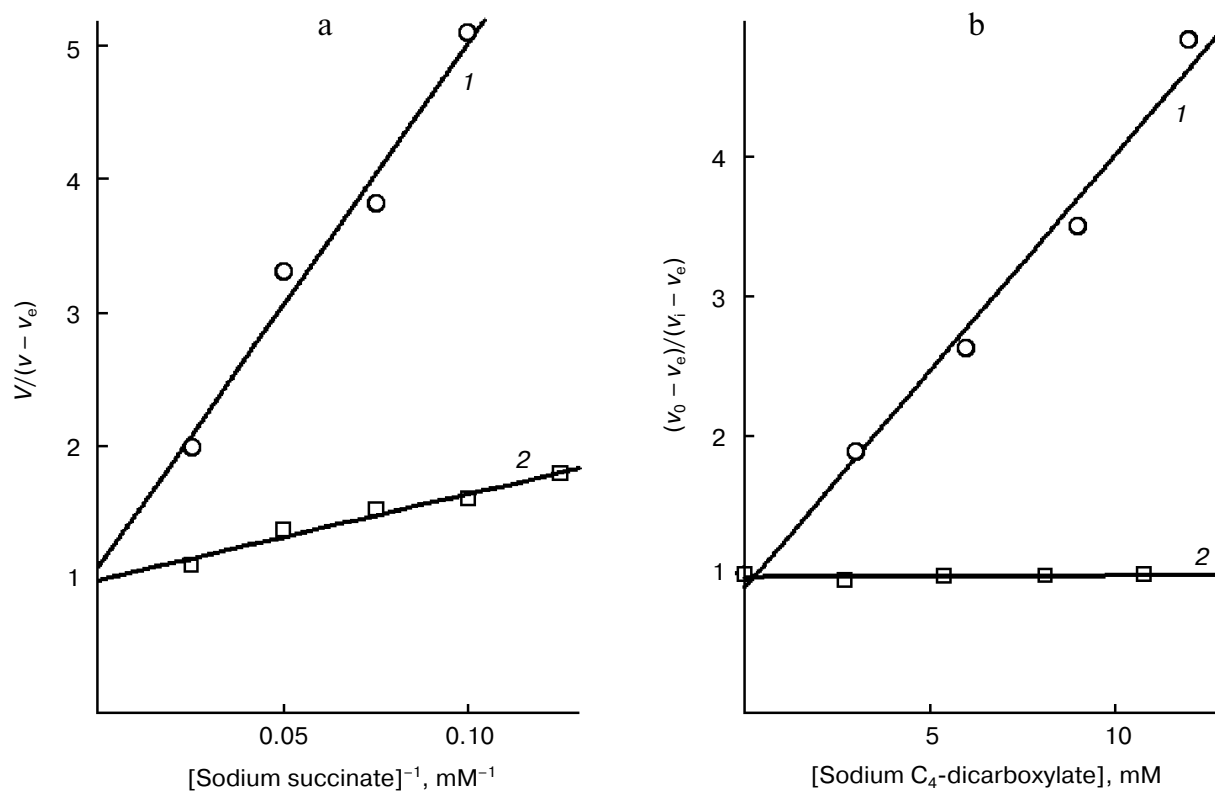 a
5
4
3
2
1
1
2
V/(v – vₑ)
0.05
0.10
[Sodium succinate]⁻¹, mM⁻¹
b
4
3
2
1
1
2
(v₀ – vₑ)/(vᵢ – vₑ)
5
10
[Sodium C₄-dicarboxylate], mM